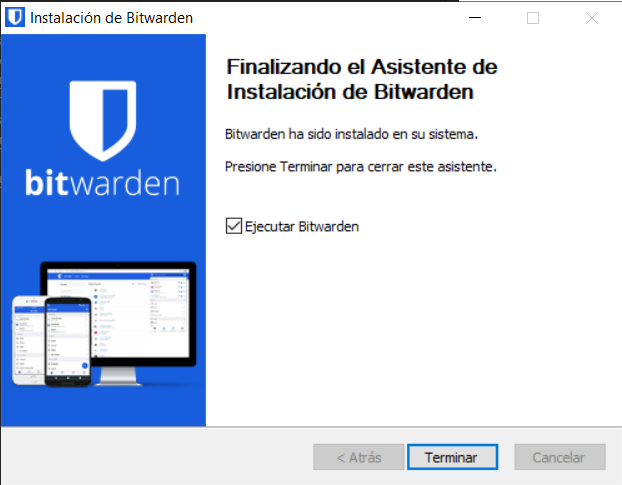 Instalación de Bitwarden
Finalizando el Asistente de
Instalación de Bitwarden
Bitwarden ha sido instalado en su sistema.
Presione Terminar para cerrar este asistente.
bitwarden
Ejecutar Bitwarden
< Atrás
Terminar
Cancelar